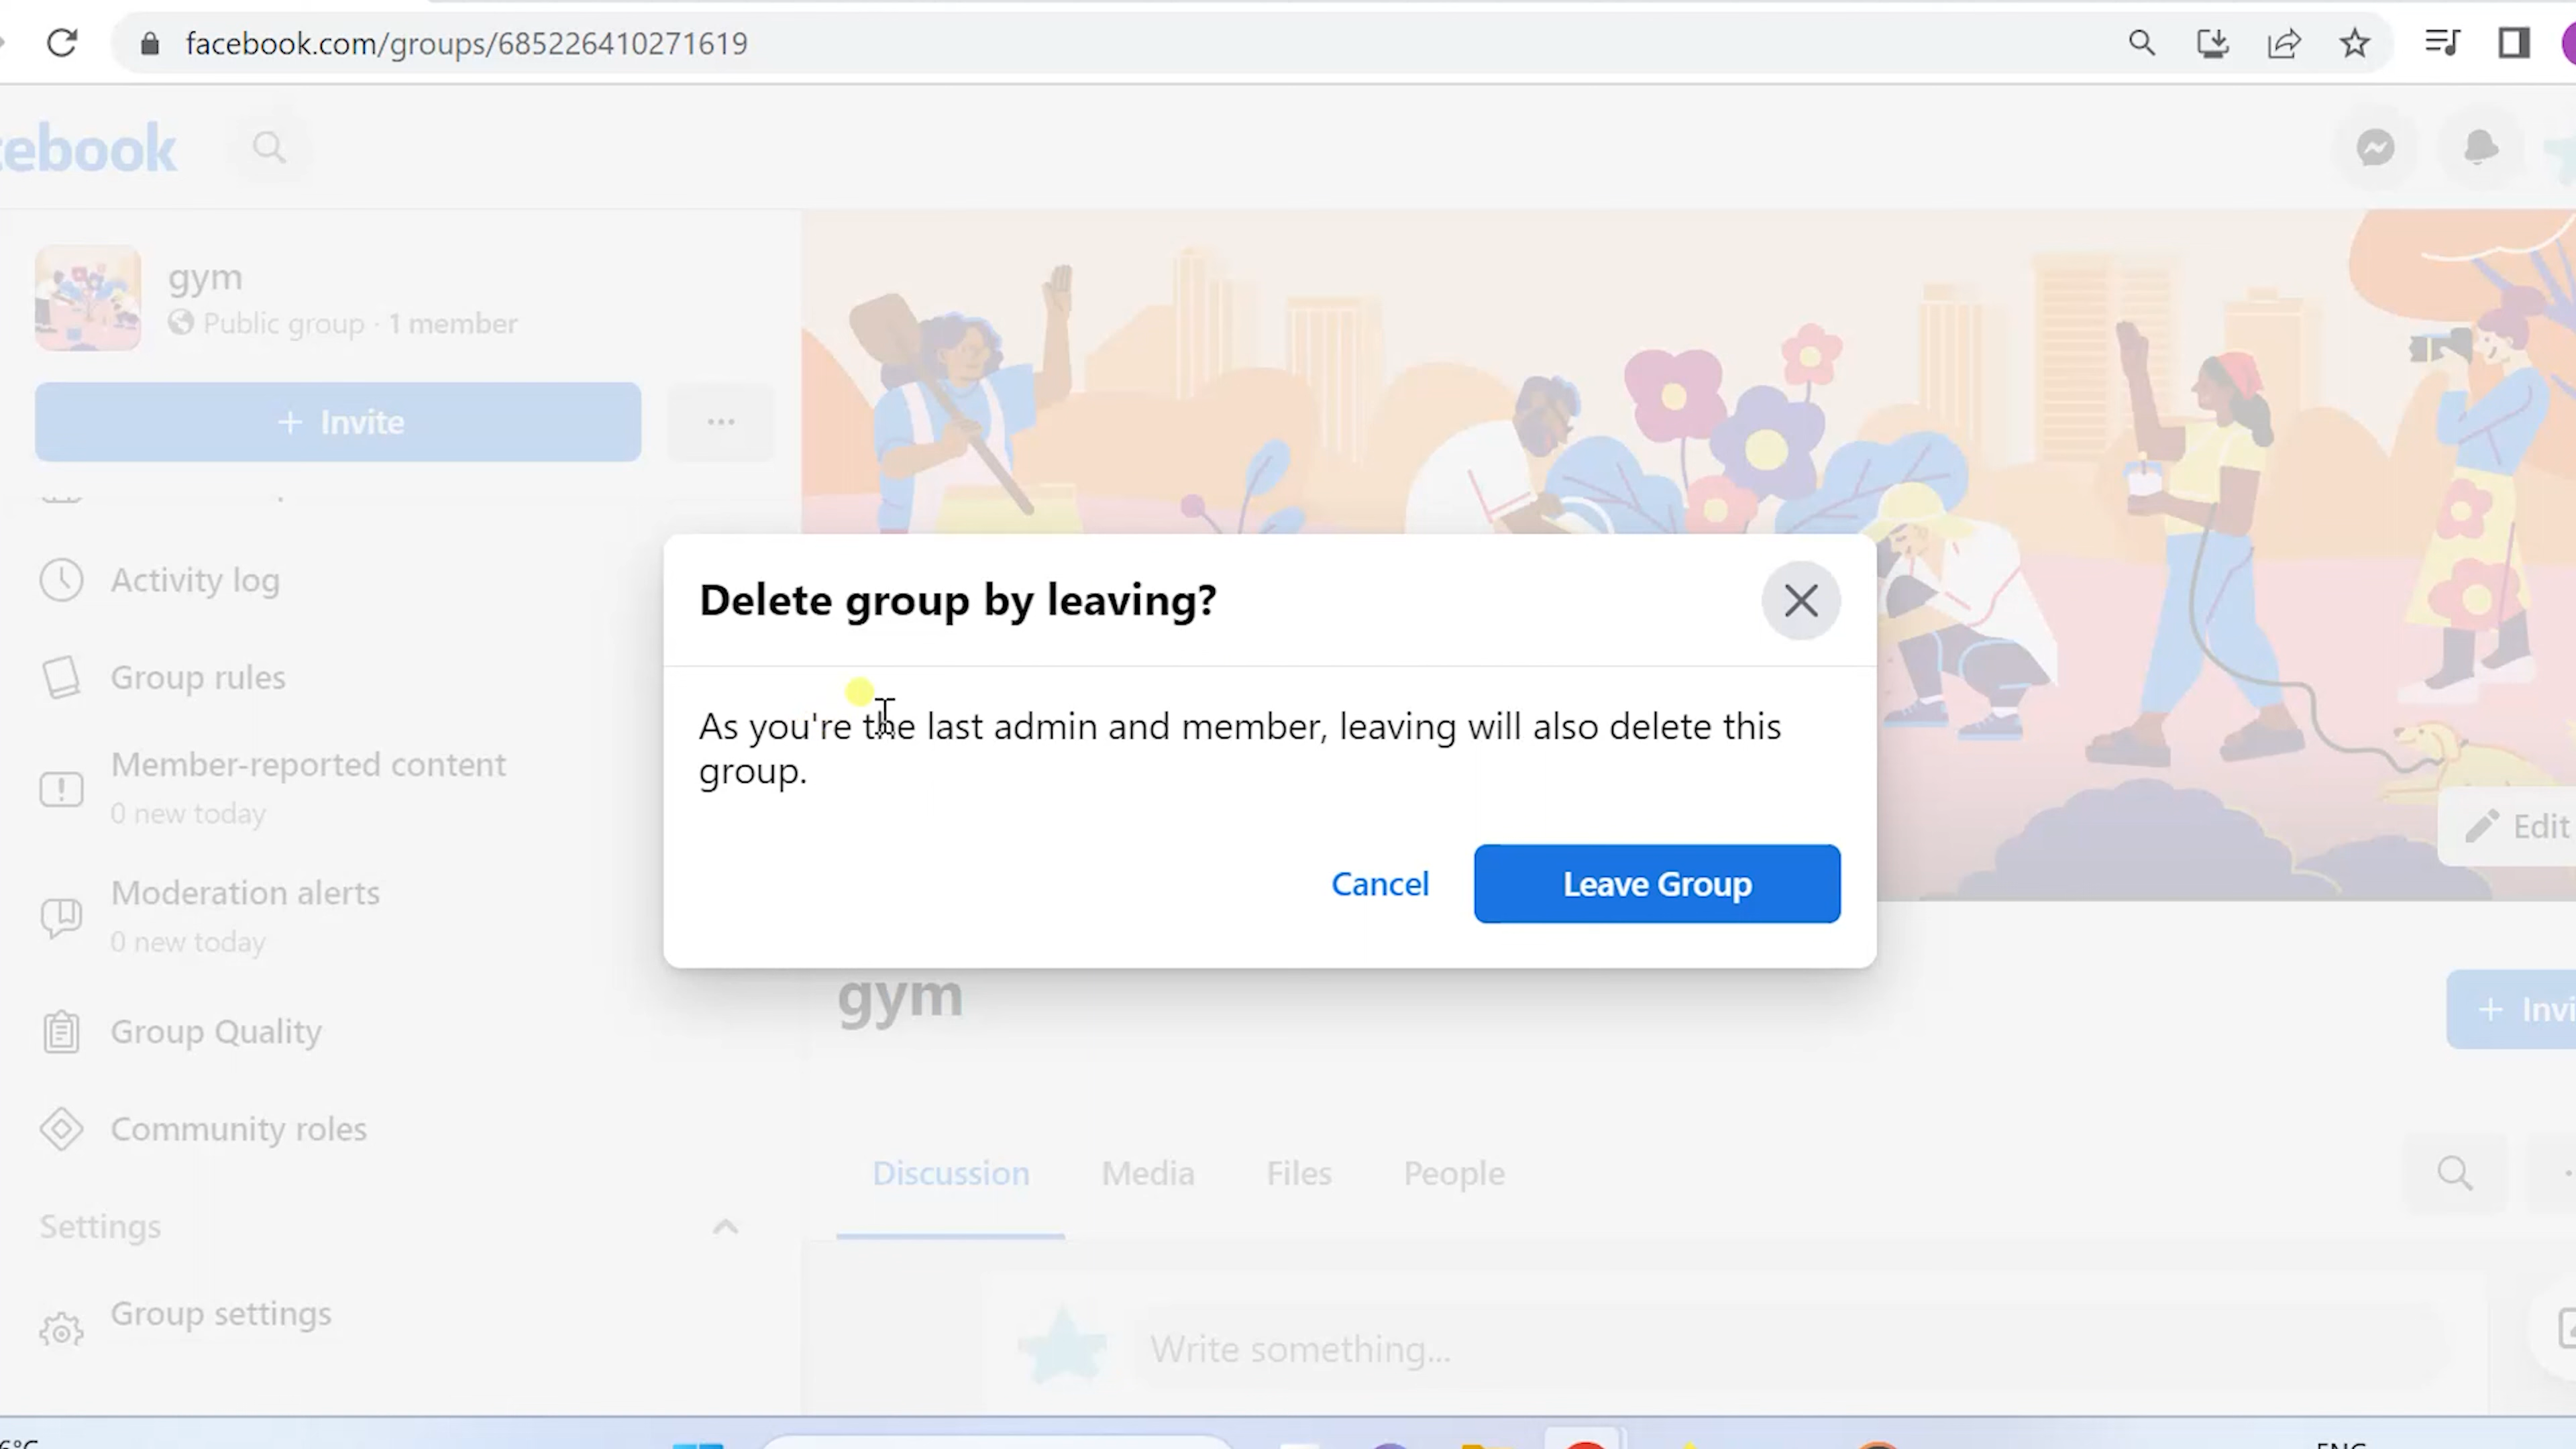 facebook.com/groups/685226410271619
cebook
gym
Public group · 1 member
+ Invite
Activity log
Group rules
Member-reported content
0 new today
Moderation alerts
0 new today
Group Quality
Community roles
Settings
Group settings
Delete group by leaving?
As you're the last admin and member, leaving will also delete this
group.
Cancel
Leave Group
Edit
gym
+ Invi
Discussion
Media
Files
People
Write something...